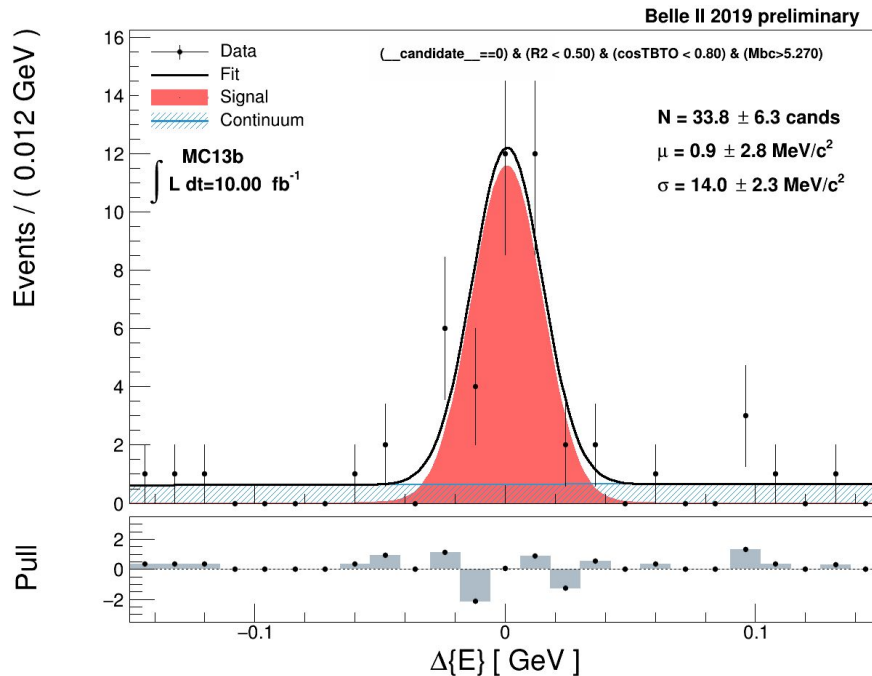 Belle II 2019 preliminary
(__candidate__==0) & (R2 < 0.50) & (cosTBTO < 0.80) & (Mbc>5.270)
Data
Fit
Signal
Continuum
MC13b
∫ L dt=10.00 fb⁻¹
N = 33.8 ± 6.3 cands
μ = 0.9 ± 2.8 MeV/c²
σ = 14.0 ± 2.3 MeV/c²
Events / ( 0.012 GeV )
16
14
12
10
8
6
4
2
0
Pull
2
0
−2
−0.1
0
0.1
Δ{E} [ GeV ]